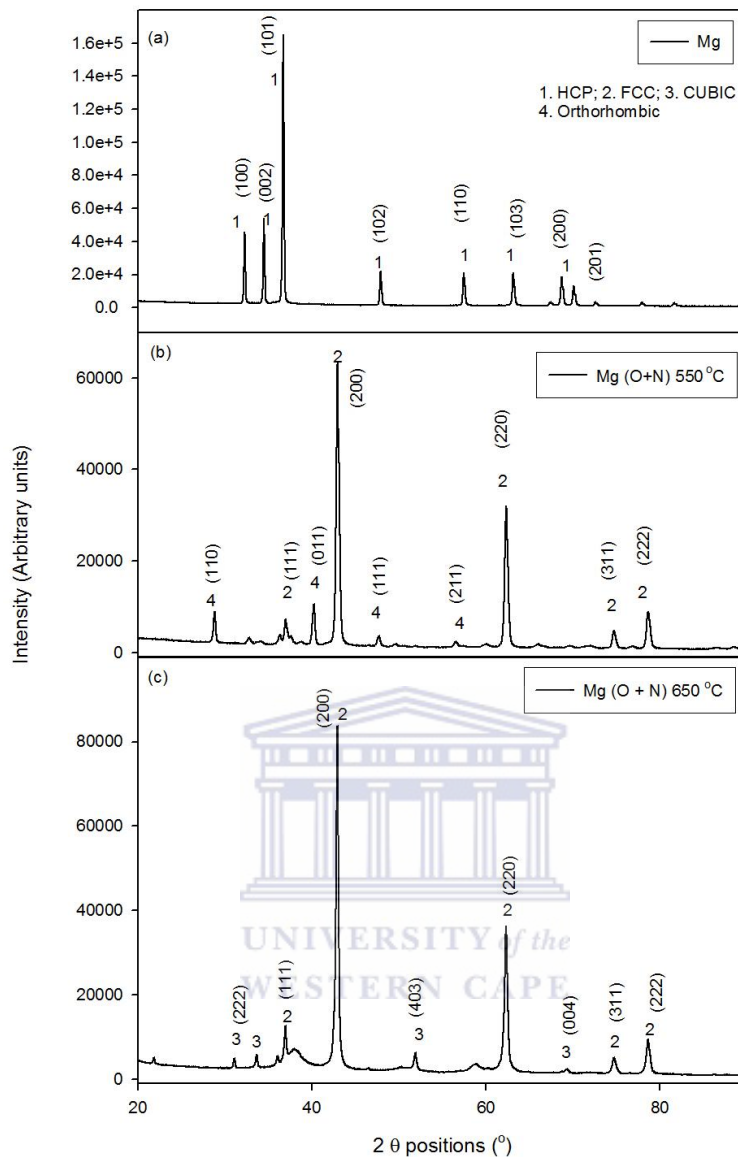 (a)
Mg
1. HCP; 2. FCC; 3. CUBIC
4. Orthorhombic
1.6e+5
1.4e+5
1.2e+5
1.0e+5
8.0e+4
6.0e+4
4.0e+4
2.0e+4
0.0
1 (100)
1 (002)
1 (101)
1 (102)
1 (110)
1 (103)
(200)
1
(201)
(b)
Mg (O+N) 550 °C
60000
40000
20000
0
4 (110)
2 (111)
4 (011)
2 (200)
4 (111)
4 (211)
2 (220)
2 (311)
2 (222)
(c)
Mg (O + N) 650 °C
80000
60000
40000
20000
0
3 (222)
3
2 (111)
(200) 2
3 (403)
2 (220)
3 (004)
2 (311)
2 (222)
UNIVERSITY of the
WESTERN CAPE
20
40
60
80
2 θ positions (°)
Intensity (Arbitrary units)